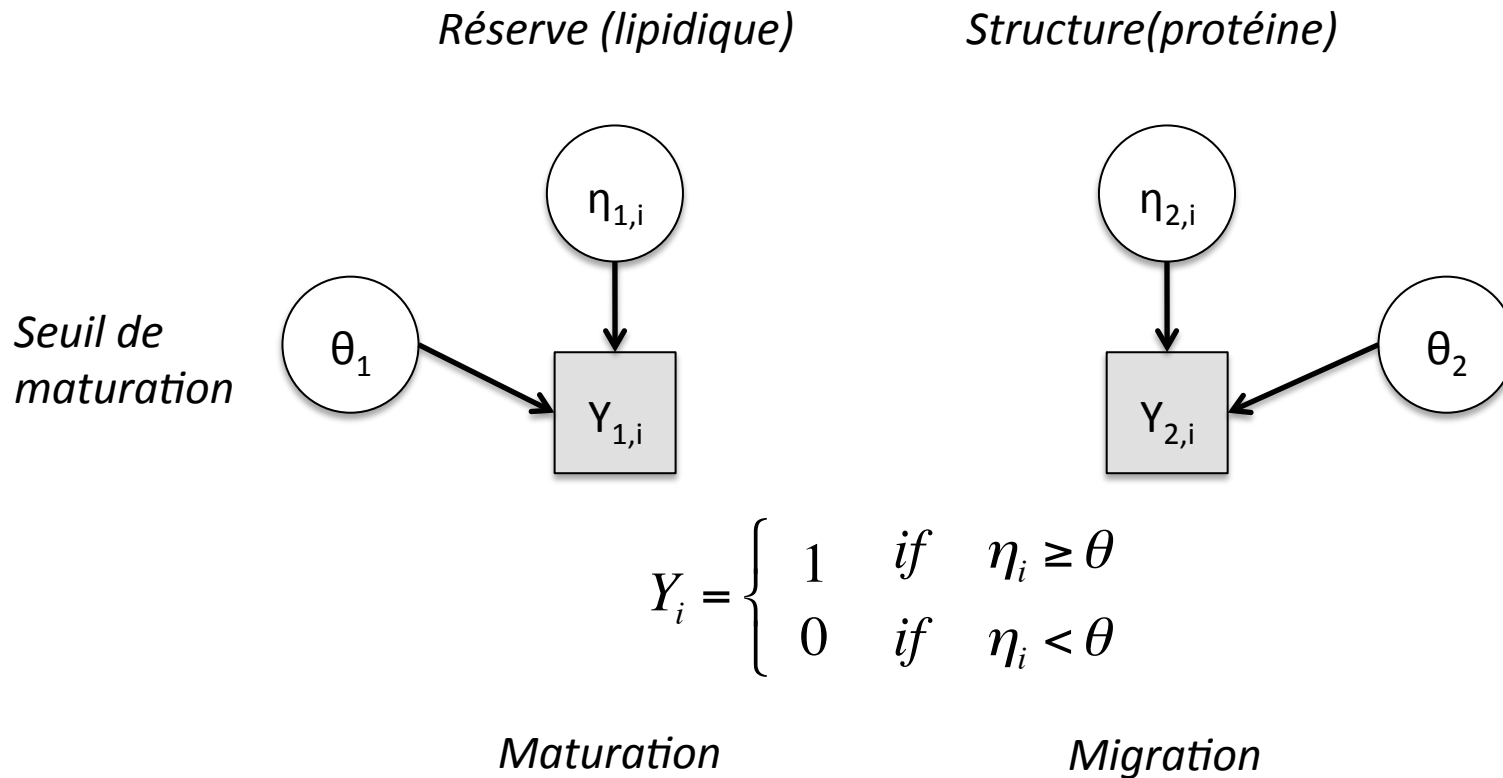 Réserve (lipidique) Structure(protéine)
η1,i η2,i
Seuil de
maturation
θ1 θ2
Y1,i Y2,i
Yi = { 1 if ηi ≥ θ
0 if ηi < θ
Maturation Migration